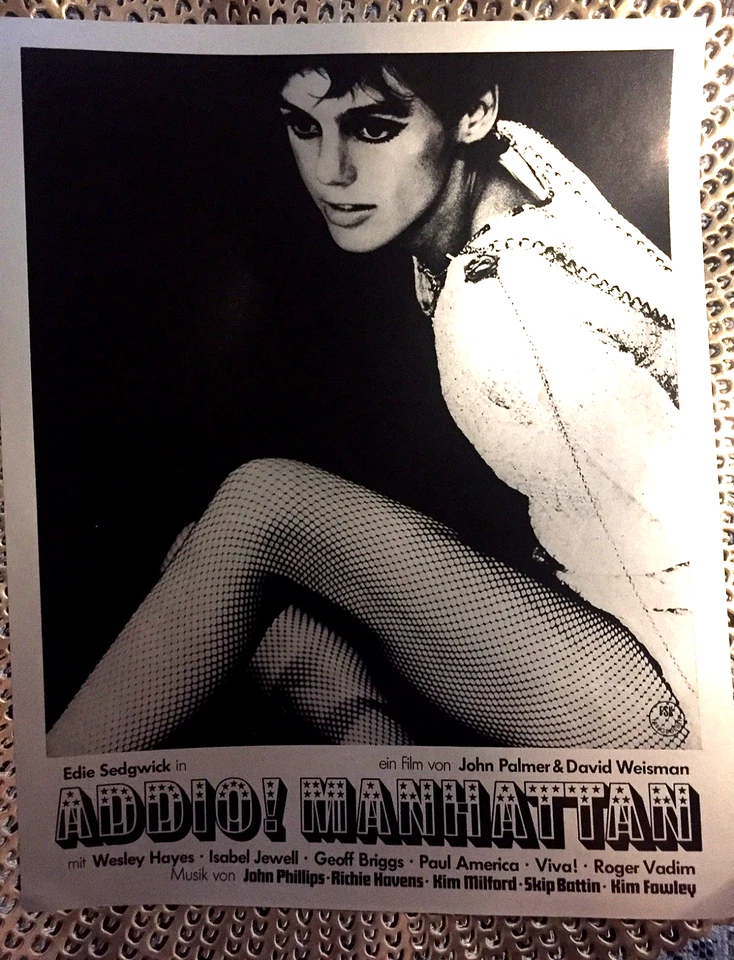 FSK
Edie Sedgwick in
ein Film von John Palmer & David Weisman
ADDIO! MANHATTAN
mit Wesley Hayes · Isabel Jewell · Geoff Briggs · Paul America · Viva! · Roger Vadim
Musik von John Phillips · Richie Havens · Kim Milford · Skip Battin · Kim Fowley